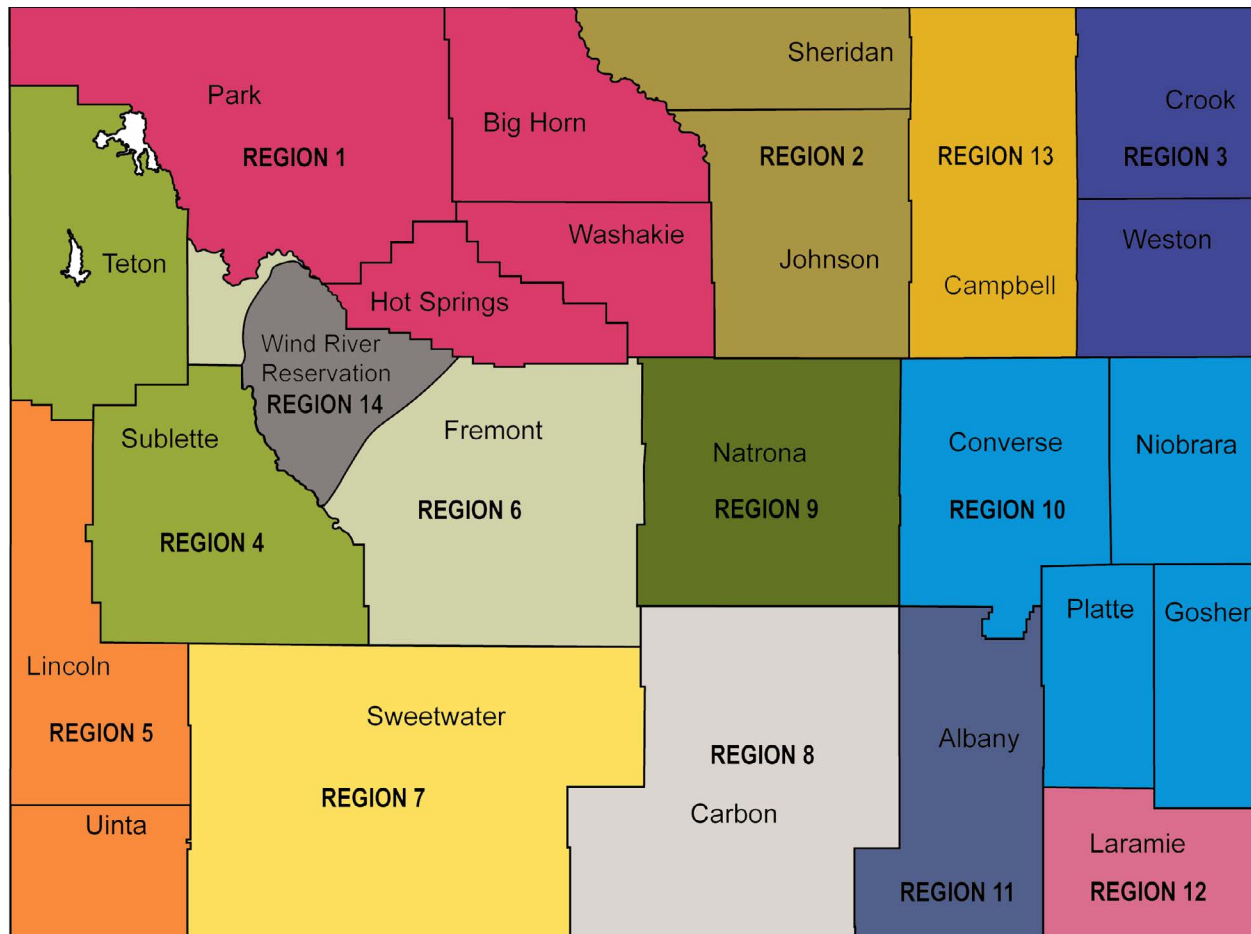 Sheridan
Park
Crook
Big Horn
REGION 1
REGION 2
REGION 13
REGION 3
Washakie
Weston
Teton
Johnson
Campbell
Hot Springs
Wind River
Reservation
REGION 14
Sublette
Fremont
Natrona
Converse
Niobrara
REGION 4
REGION 6
REGION 9
REGION 10
Platte
Goshen
Lincoln
REGION 5
Sweetwater
REGION 7
REGION 8
Albany
Carbon
Uinta
Laramie
REGION 11
REGION 12